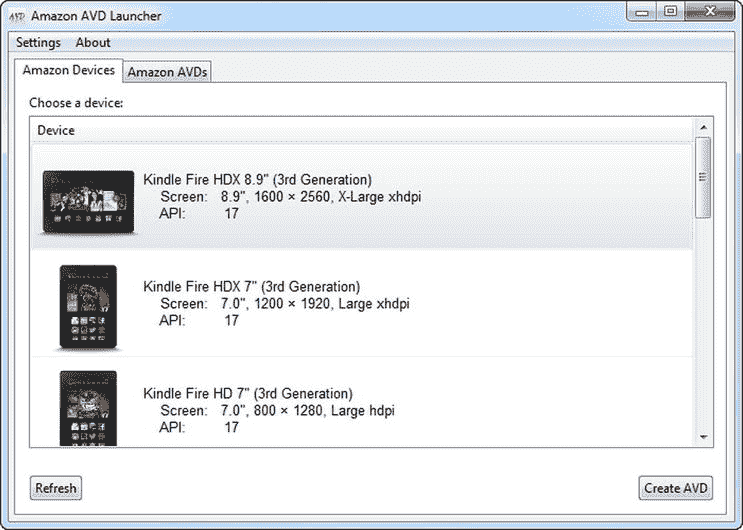 AVD Amazon AVD Launcher
Settings About
Amazon Devices Amazon AVDs
Choose a device:
Device
Kindle Fire HDX 8.9" (3rd Generation)
Screen: 8.9", 1600 × 2560, X-Large xhdpi
API: 17
Kindle Fire HDX 7" (3rd Generation)
Screen: 7.0", 1200 × 1920, Large xhdpi
API: 17
Kindle Fire HD 7" (3rd Generation)
Screen: 7.0", 800 × 1280, Large hdpi
API: 17
Refresh Create AVD